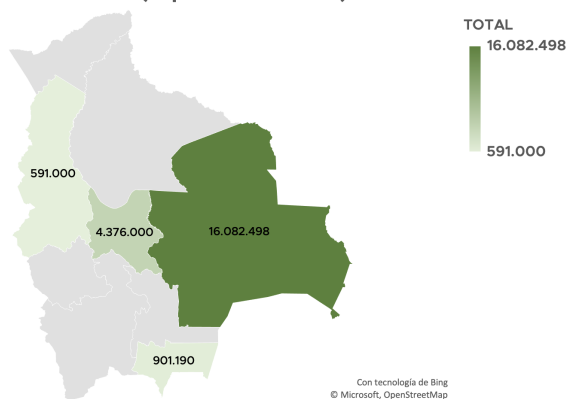 TOTAL
16.082.498
591.000
591.000
4.376.000
16.082.498
901.190
Con tecnología de Bing
© Microsoft, OpenStreetMap